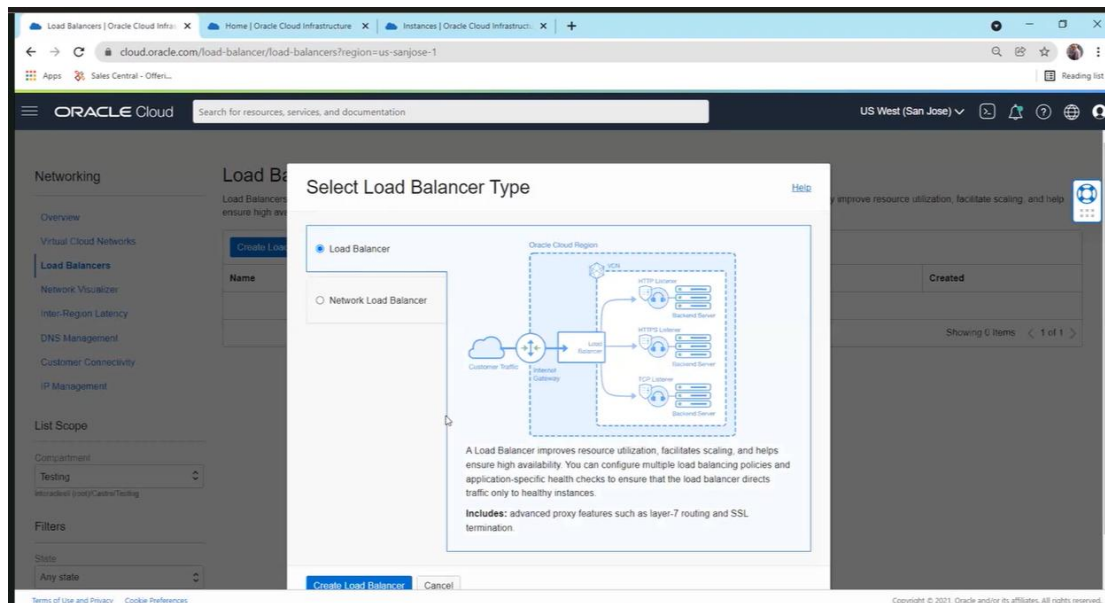 Load Balancers | Oracle Cloud Infras
Home | Oracle Cloud Infrastructure
Instances | Oracle Cloud Infrastruct
cloud.oracle.com/load-balancer/load-balancers?region=us-sanjose-1
Apps
Sales Central - Offeri...
Reading list
ORACLE Cloud
Search for resources, services, and documentation
US West (San Jose)
Networking
Overview
Virtual Cloud Networks
Load Balancers
Network Visualizer
Inter-Region Latency
DNS Management
Customer Connectivity
IP Management
List Scope
Compartment
Testing
Filters
State
Any state
Load Ba
Load Balancers
ensure high ava
y improve resource utilization, facilitate scaling, and help
Create Load
Name
Created
Showing 0 Items
1 of 1
Select Load Balancer Type
Help
Load Balancer
Network Load Balancer
Oracle Cloud Region
VCN
HTTP Listener
Backend Server
HTTPS Listener
Backend Server
TCP Listener
Backend Server
Load
Balancer
Customer Traffic
Internet
Gateway
A Load Balancer improves resource utilization, facilitates scaling, and helps
ensure high availability. You can configure multiple load balancing policies and
application-specific health checks to ensure that the load balancer directs
traffic only to healthy instances.
Includes: advanced proxy features such as layer-7 routing and SSL
termination.
Create Load Balancer
Cancel
Terms of Use and Privacy
Cookie Preferences
Copyright © 2021, Oracle and/or its affiliates. All rights reserved.